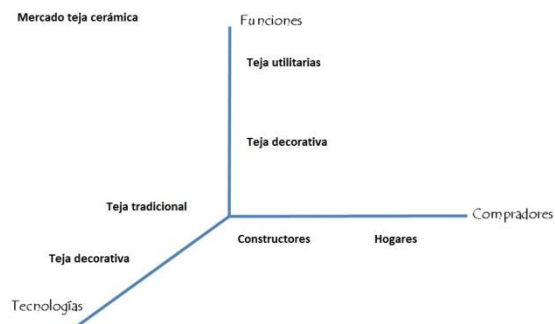 Mercado teja cerámica
Funciones
Teja utilitarias
Teja decorativa
Teja tradicional
Compradores
Constructores
Hogares
Teja decorativa
Tecnologías